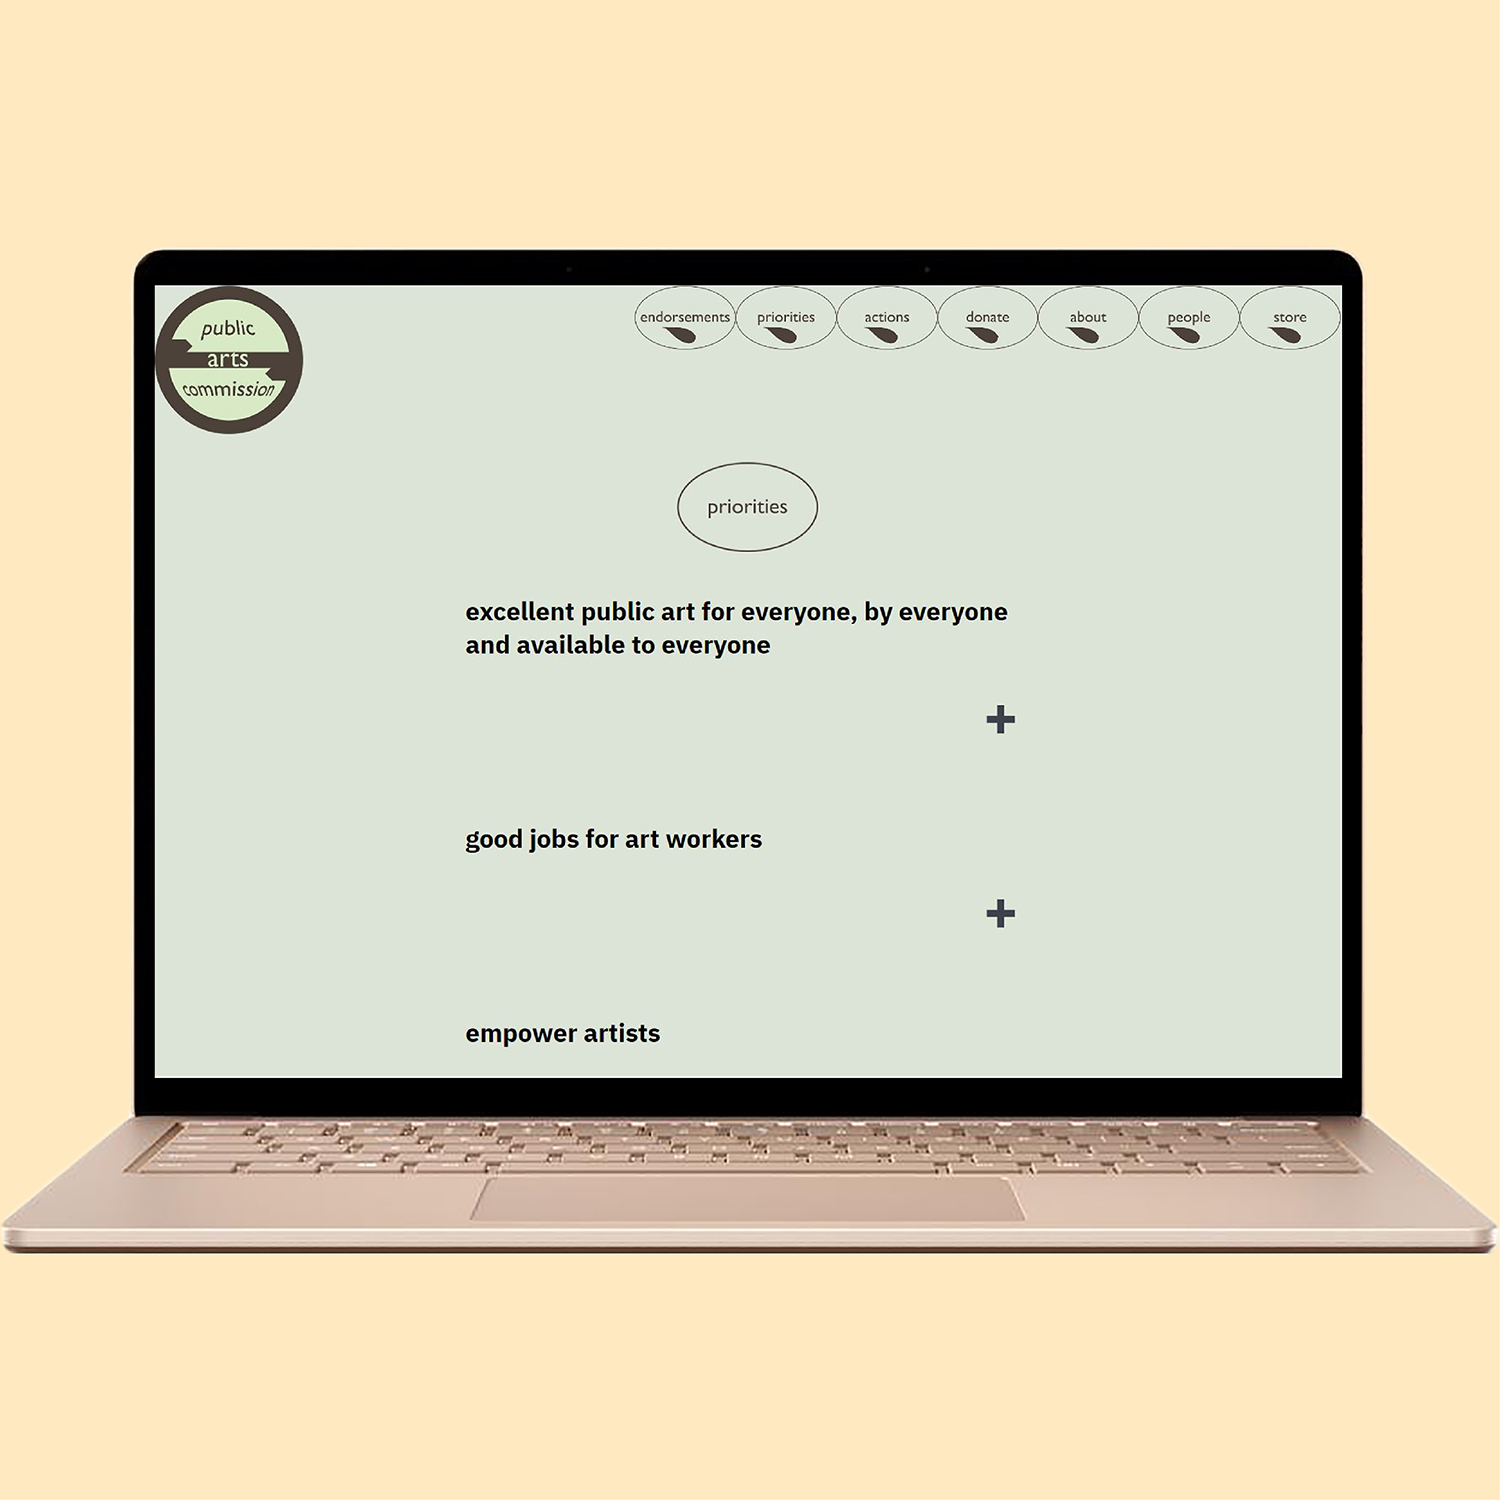 public
arts
commission
endorsements
priorities
actions
donate
about
people
store
priorities
excellent public art for everyone, by everyone
and available to everyone
+
good jobs for art workers
+
empower artists